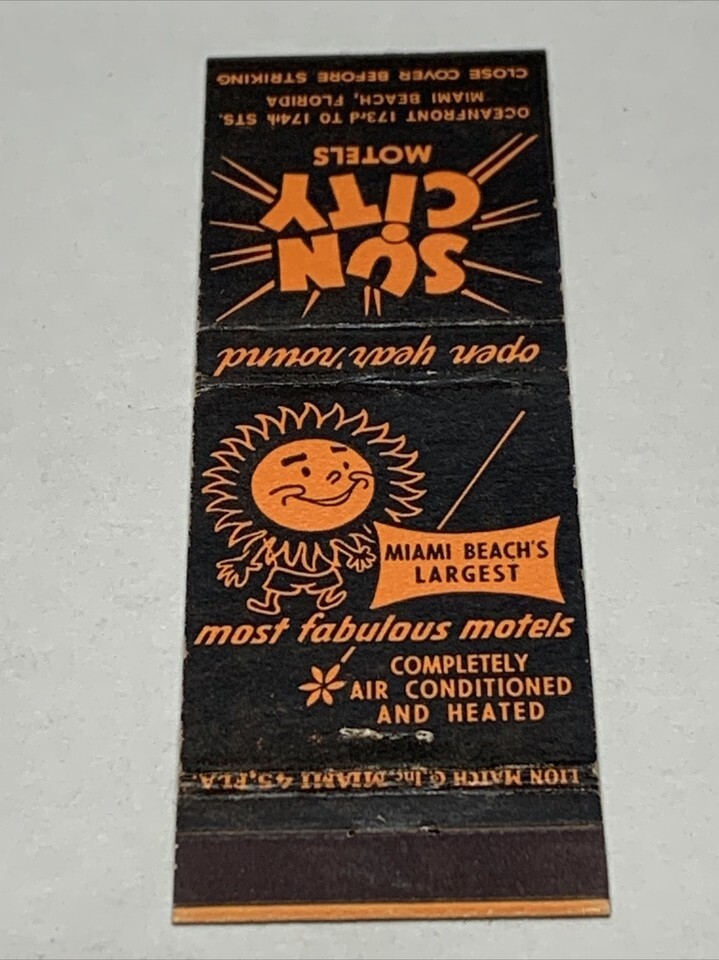 CLOSE COVER BEFORE STRIKING
MIAMI BEACH, FLORIDA
OCEANFRONT 173rd TO 174th STS.
MOTELS
CITY
SUN
open year 'round
MIAMI BEACH'S
LARGEST
most fabulous motels
COMPLETELY
AIR CONDITIONED
AND HEATED
LION MATCH C, Inc, MIAMI 45, FLA